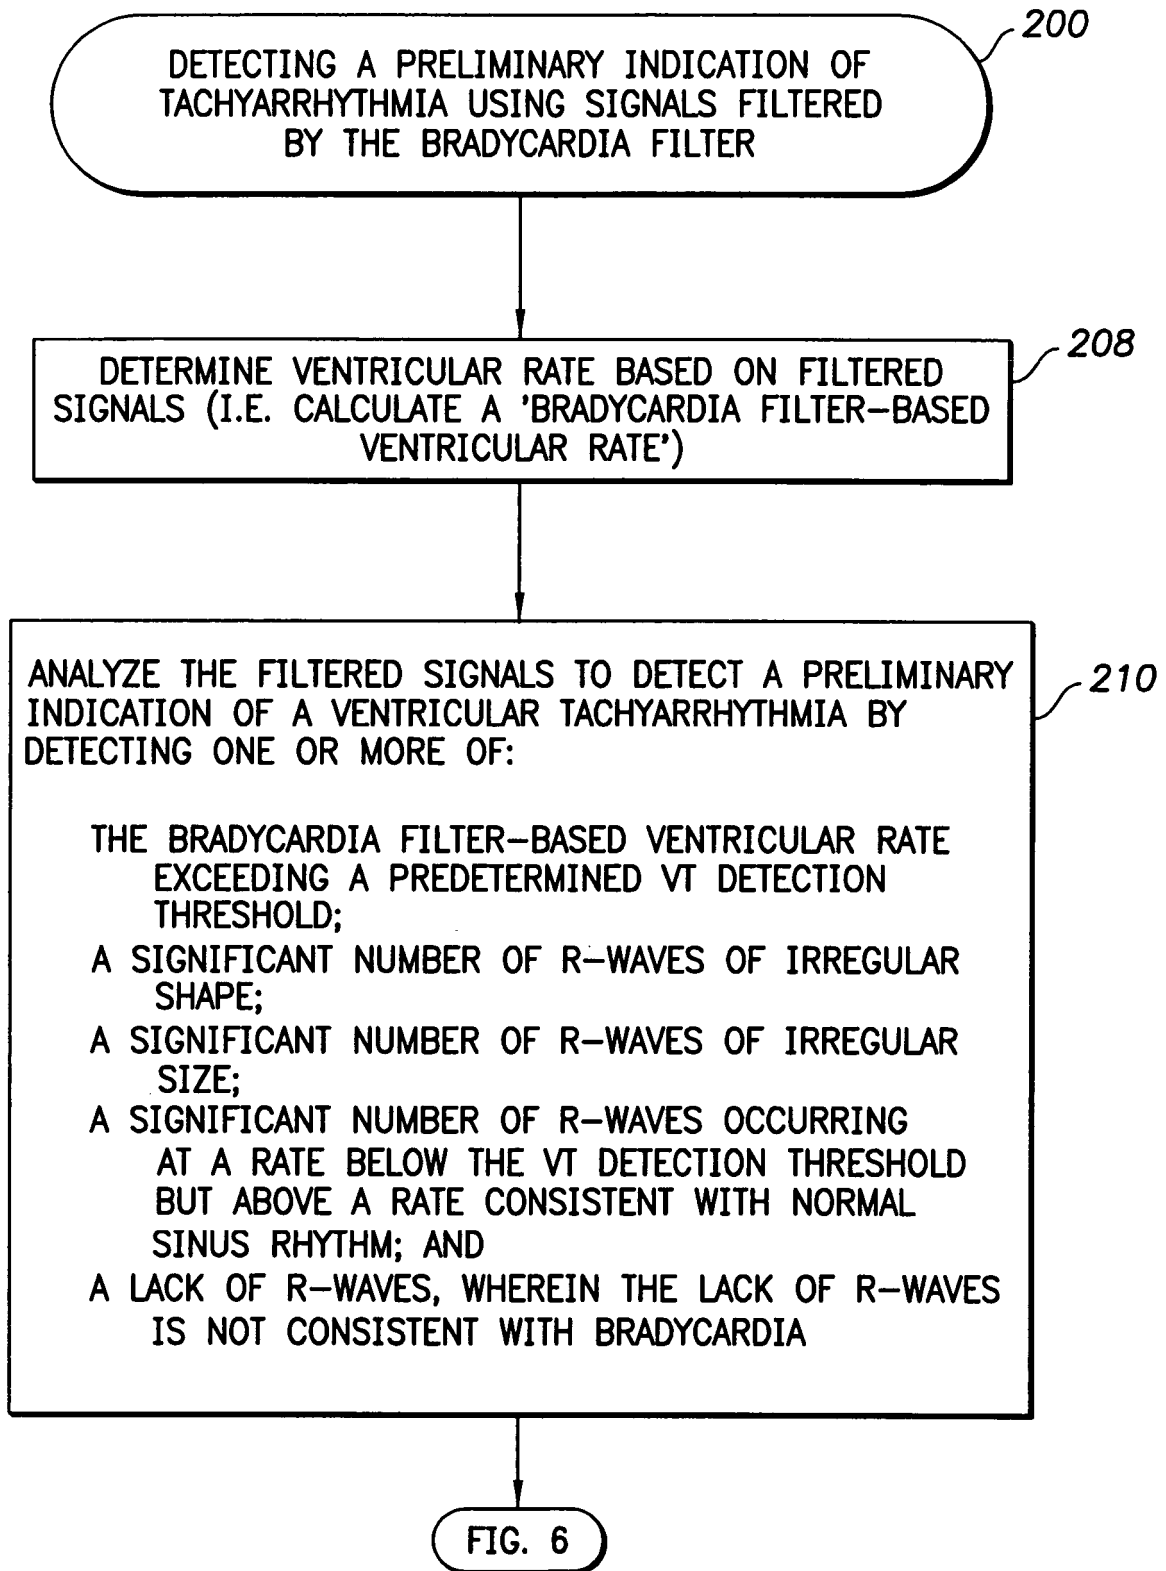 200
DETECTING A PRELIMINARY INDICATION OF
TACHYARRHYTHMIA USING SIGNALS FILTERED
BY THE BRADYCARDIA FILTER
208
DETERMINE VENTRICULAR RATE BASED ON FILTERED
SIGNALS (I.E. CALCULATE A 'BRADYCARDIA FILTER-BASED
VENTRICULAR RATE')
210
ANALYZE THE FILTERED SIGNALS TO DETECT A PRELIMINARY
INDICATION OF A VENTRICULAR TACHYARRHYTHMIA BY
DETECTING ONE OR MORE OF:
THE BRADYCARDIA FILTER-BASED VENTRICULAR RATE
EXCEEDING A PREDETERMINED VT DETECTION
THRESHOLD;
A SIGNIFICANT NUMBER OF R-WAVES OF IRREGULAR
SHAPE;
A SIGNIFICANT NUMBER OF R-WAVES OF IRREGULAR
SIZE;
A SIGNIFICANT NUMBER OF R-WAVES OCCURRING
AT A RATE BELOW THE VT DETECTION THRESHOLD
BUT ABOVE A RATE CONSISTENT WITH NORMAL
SINUS RHYTHM; AND
A LACK OF R-WAVES, WHEREIN THE LACK OF R-WAVES
IS NOT CONSISTENT WITH BRADYCARDIA
FIG. 6